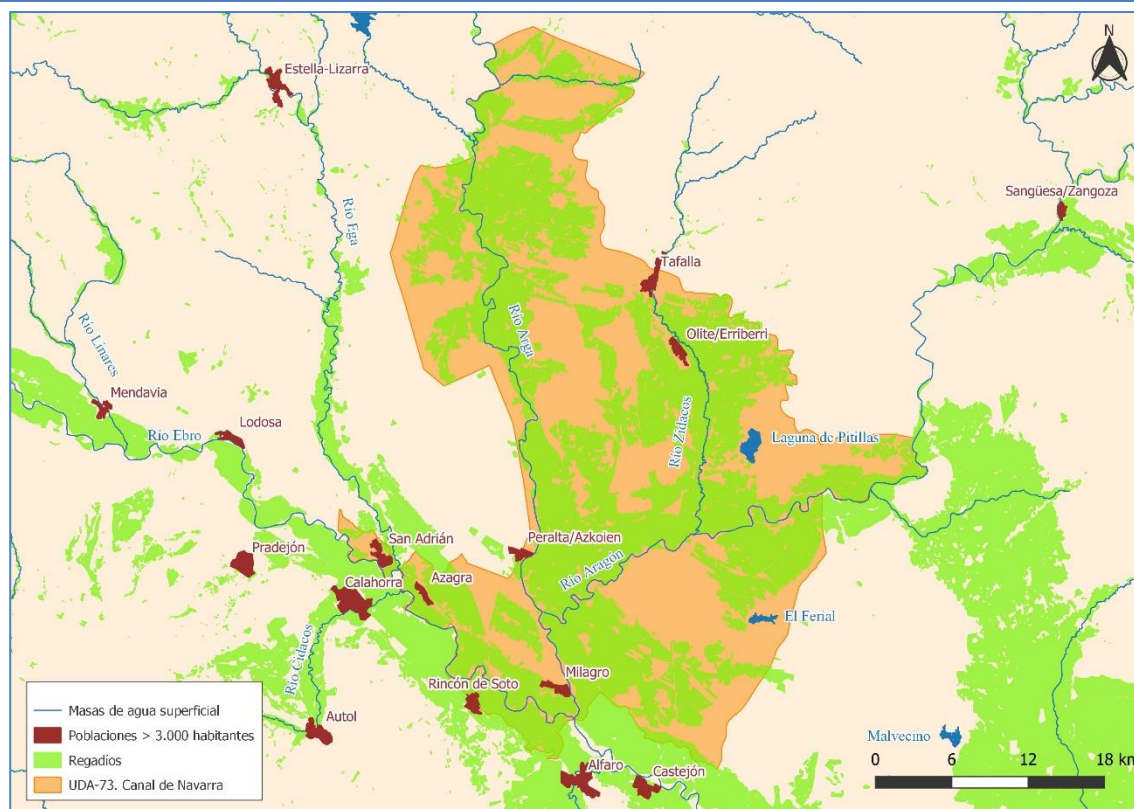 N
Estella-Lizarra
Sangüesa/Zangoza
Río Ega
Tafalla
Río Arga
Olite/Erriberri
Río Linares
Mendavia
Lodosa
Río Ebro
Río Zidacos
Laguna de Pitillas
San Adrián
Peralta/Azkoien
Pradejón
Calahorra
Azagra
Río Aragón
El Ferial
Río Cidacos
Milagro
Rincón de Soto
Autol
Malvecino
Alfaro
Castejón
Masas de agua superficial
Poblaciones > 3.000 habitantes
Regadíos
UDA-73. Canal de Navarra
0 6 12 18 km